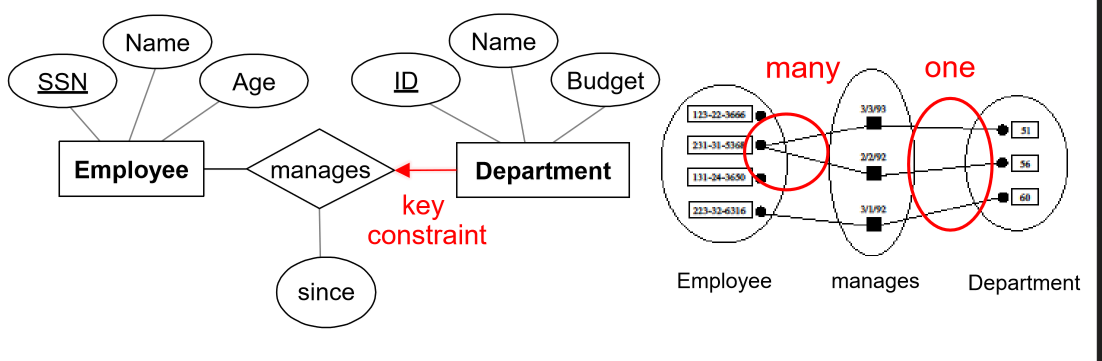 Name
SSN
Age
Name
ID
Budget
Employee
manages
Department
key
constraint
since
many
one
123-22-3666
231-31-5368
131-24-3650
223-32-6316
3/3/93
2/2/92
3/1/92
51
56
60
Employee
manages
Department